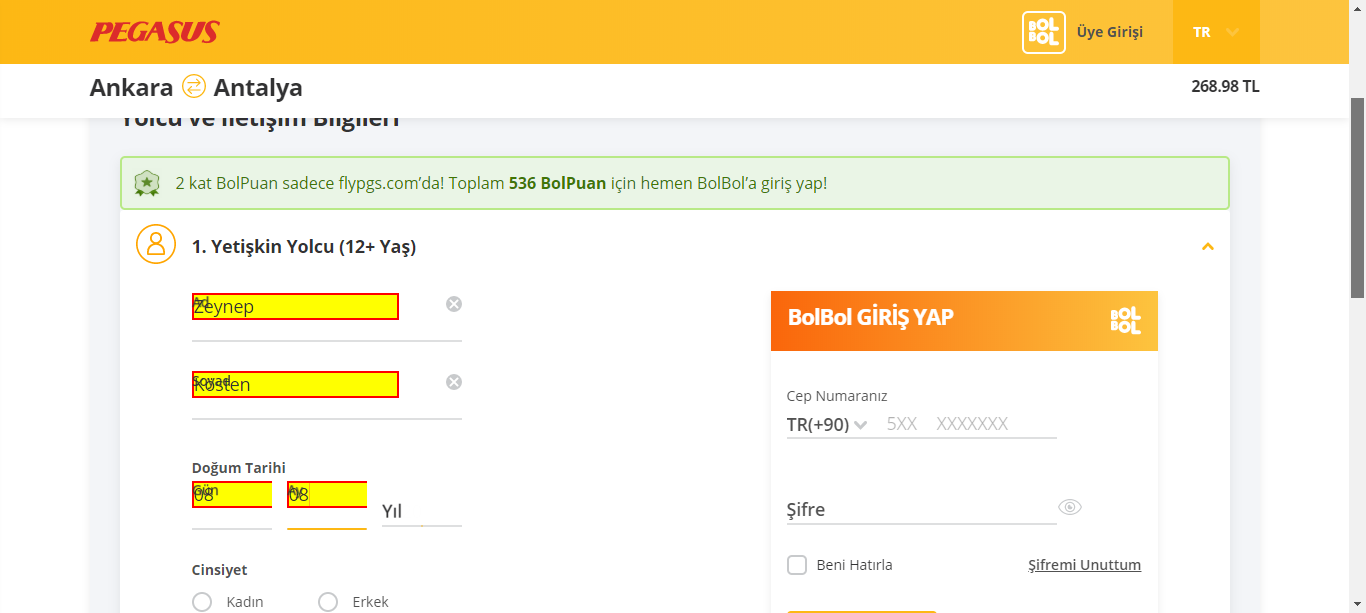 PEGASUS
BOL BOL
Üye Girişi
TR
Ankara
Antalya
268.98 TL
Yolcu ve İletişim Bilgileri
2 kat BolPuan sadece flypgs.com'da! Toplam 536 BolPuan için hemen BolBol'a giriş yap!
1. Yetişkin Yolcu (12+ Yaş)
Ad
Zeynep
Soyad
Kösten
Doğum Tarihi
Gün
08
Ay
08
Yıl
Cinsiyet
Kadın
Erkek
BolBol GİRİŞ YAP
BOL BOL
Cep Numaranız
TR(+90) 5XX XXXXXXX
Şifre
Beni Hatırla
Şifremi Unuttum